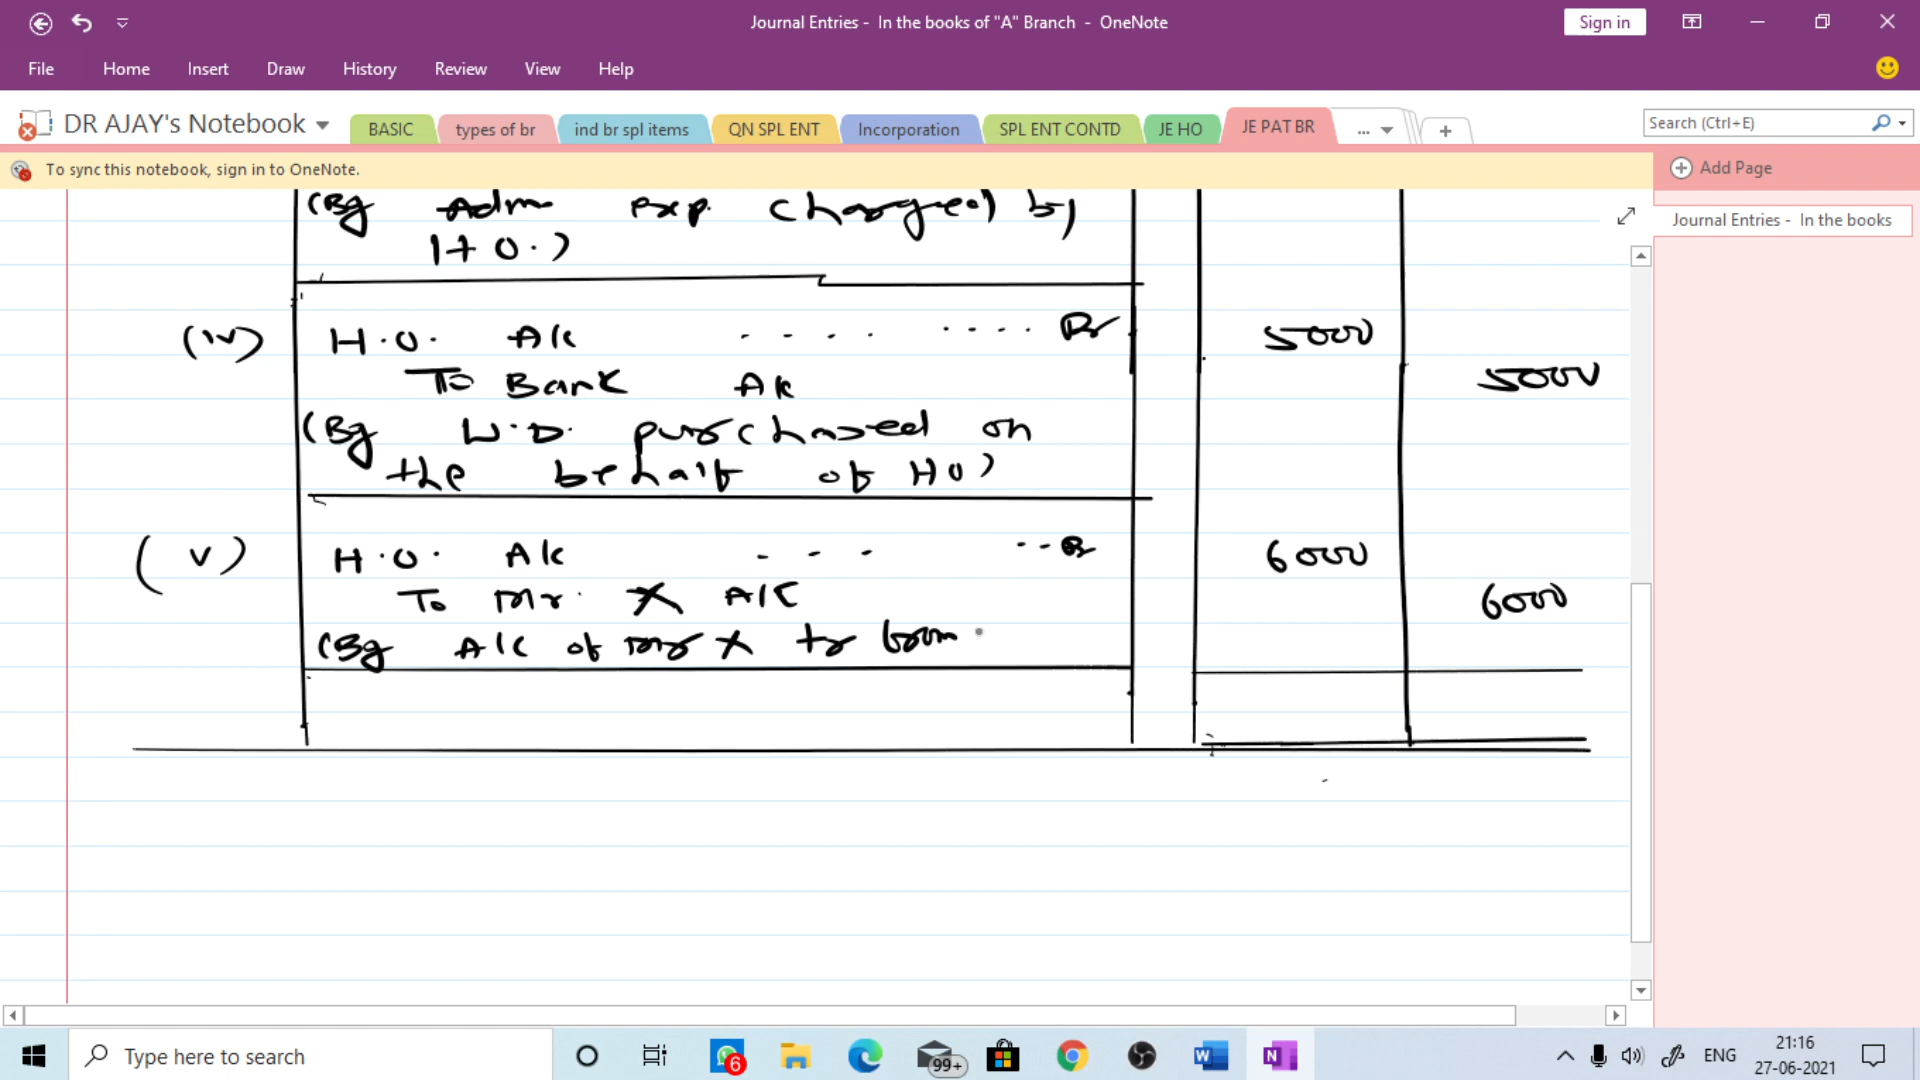 Journal Entries - In the books of "A" Branch - OneNote
Sign in
File Home Insert Draw History Review View Help
DR AJAY's Notebook
BASIC types of br ind br spl items QN SPL ENT Incorporation SPL ENT CONTD JE HO JE PAT BR ... +
Search (Ctrl+E)
To sync this notebook, sign in to OneNote.
Add Page
Journal Entries - In the books
(By Adm exp. charged by
H O.)
(iv) H.O. A/c .... .... Dr 5000
To Bank A/c 5000
(By W.D. purchased on
the behalf of HO)
(v) H.O. A/c ... .. Dr 6000
To Mr. X A/c 6000
(By A/c of Mr X tr from
Type here to search
6
99+
ENG
21:16
27-06-2021